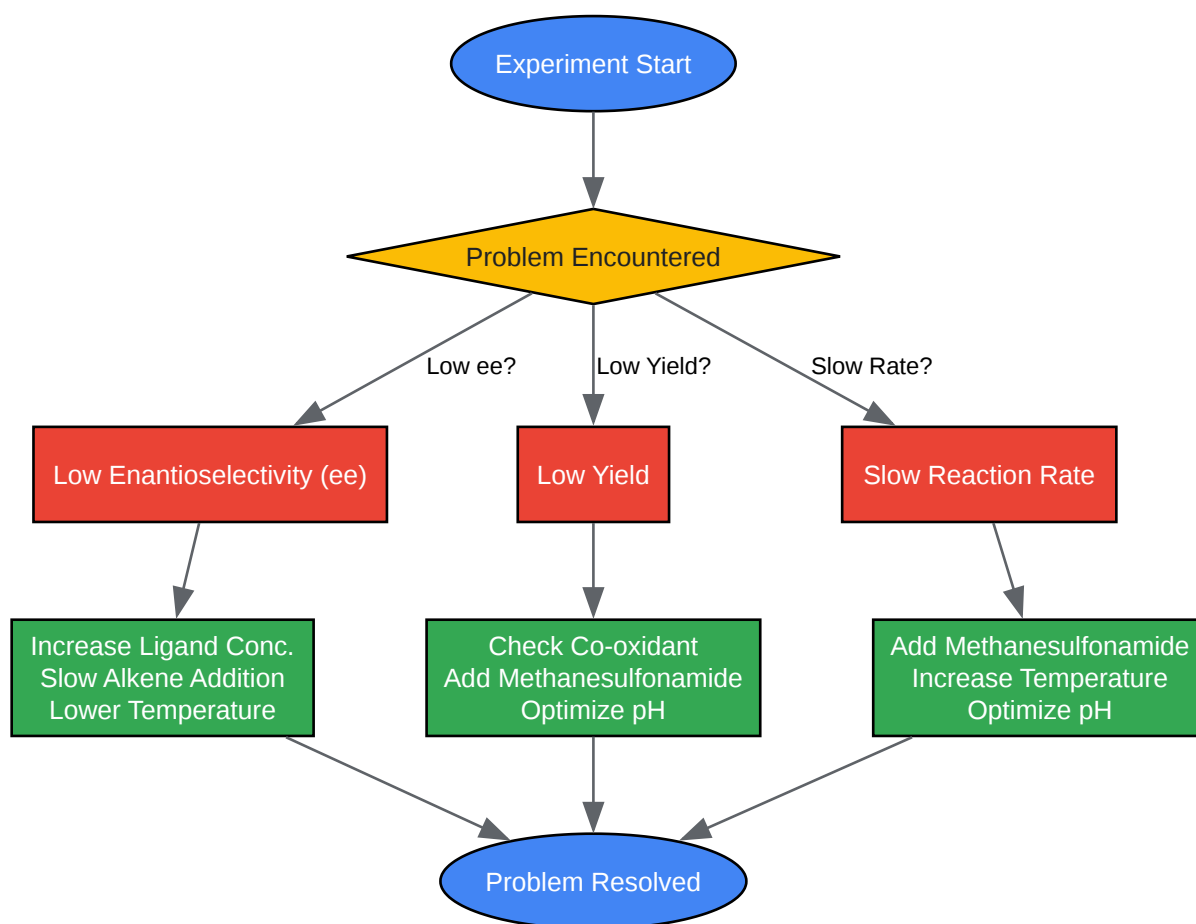 Experiment Start
Problem Encountered
Low ee?
Low Yield?
Slow Rate?
Low Enantioselectivity (ee)
Low Yield
Slow Reaction Rate
Increase Ligand Conc.
Slow Alkene Addition
Lower Temperature
Check Co-oxidant
Add Methanesulfonamide
Optimize pH
Add Methanesulfonamide
Increase Temperature
Optimize pH
Problem Resolved